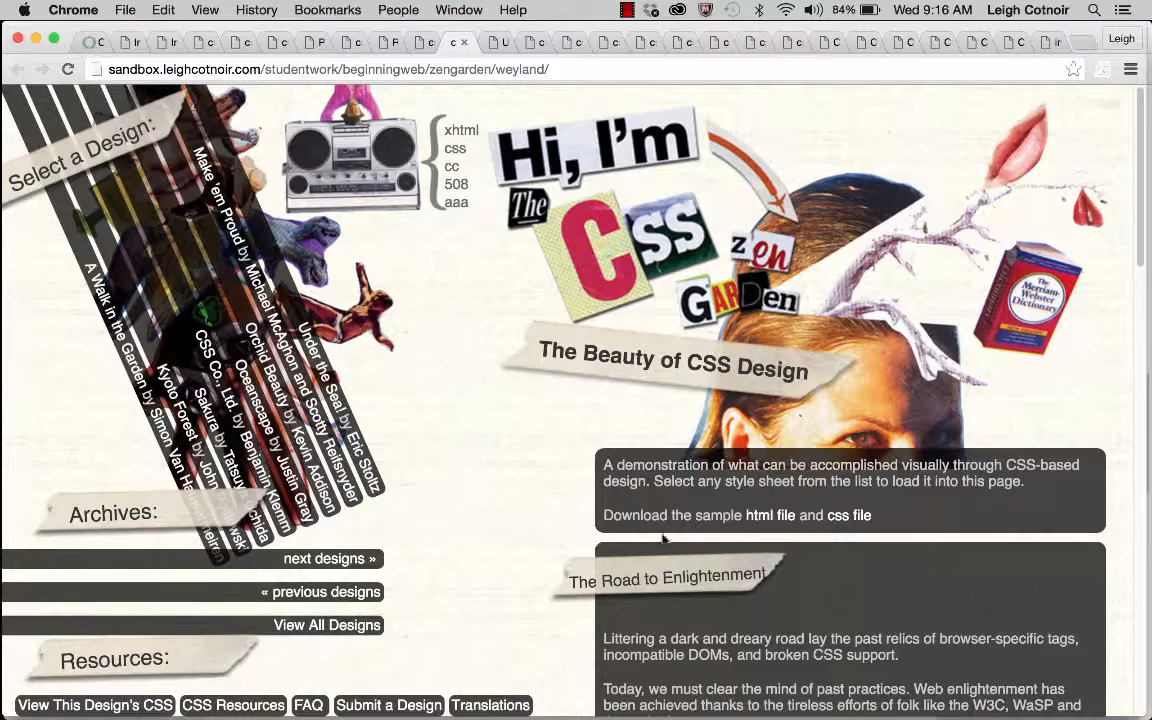 Chrome File Edit View History Bookmarks People Window Help 84% Wed 9:16 AM Leigh Cotnoir
Leigh
sandbox.leighcotnoir.com/studentwork/beginningweb/zengarden/weyland/
Select a Design:
Make 'em Proud by Michael McAghon and Scotty Reifsnyder
Under the Sea! by Eric Stoltz
A Walk in the Garden by Simon Van
CSS Co., Ltd. by Benjamin Klemm
Orchid Beauty by Kevin Addison
Oceanscape by Justin Gray
Kyoto Forest by John
Sakura by
xhtml
css
cc
508
aaa
Hi, I'm
The
CSS
zen
GARDen
The Merriam-Webster Dictionary
The Beauty of CSS Design
A demonstration of what can be accomplished visually through CSS-based
design. Select any style sheet from the list to load it into this page.
Download the sample html file and css file
Archives:
next designs »
« previous designs
View All Designs
Resources:
View This Design's CSS CSS Resources FAQ Submit a Design Translations
The Road to Enlightenment
Littering a dark and dreary road lay the past relics of browser-specific tags,
incompatible DOMs, and broken CSS support.
Today, we must clear the mind of past practices. Web enlightenment has
been achieved thanks to the tireless efforts of folk like the W3C, WaSP and